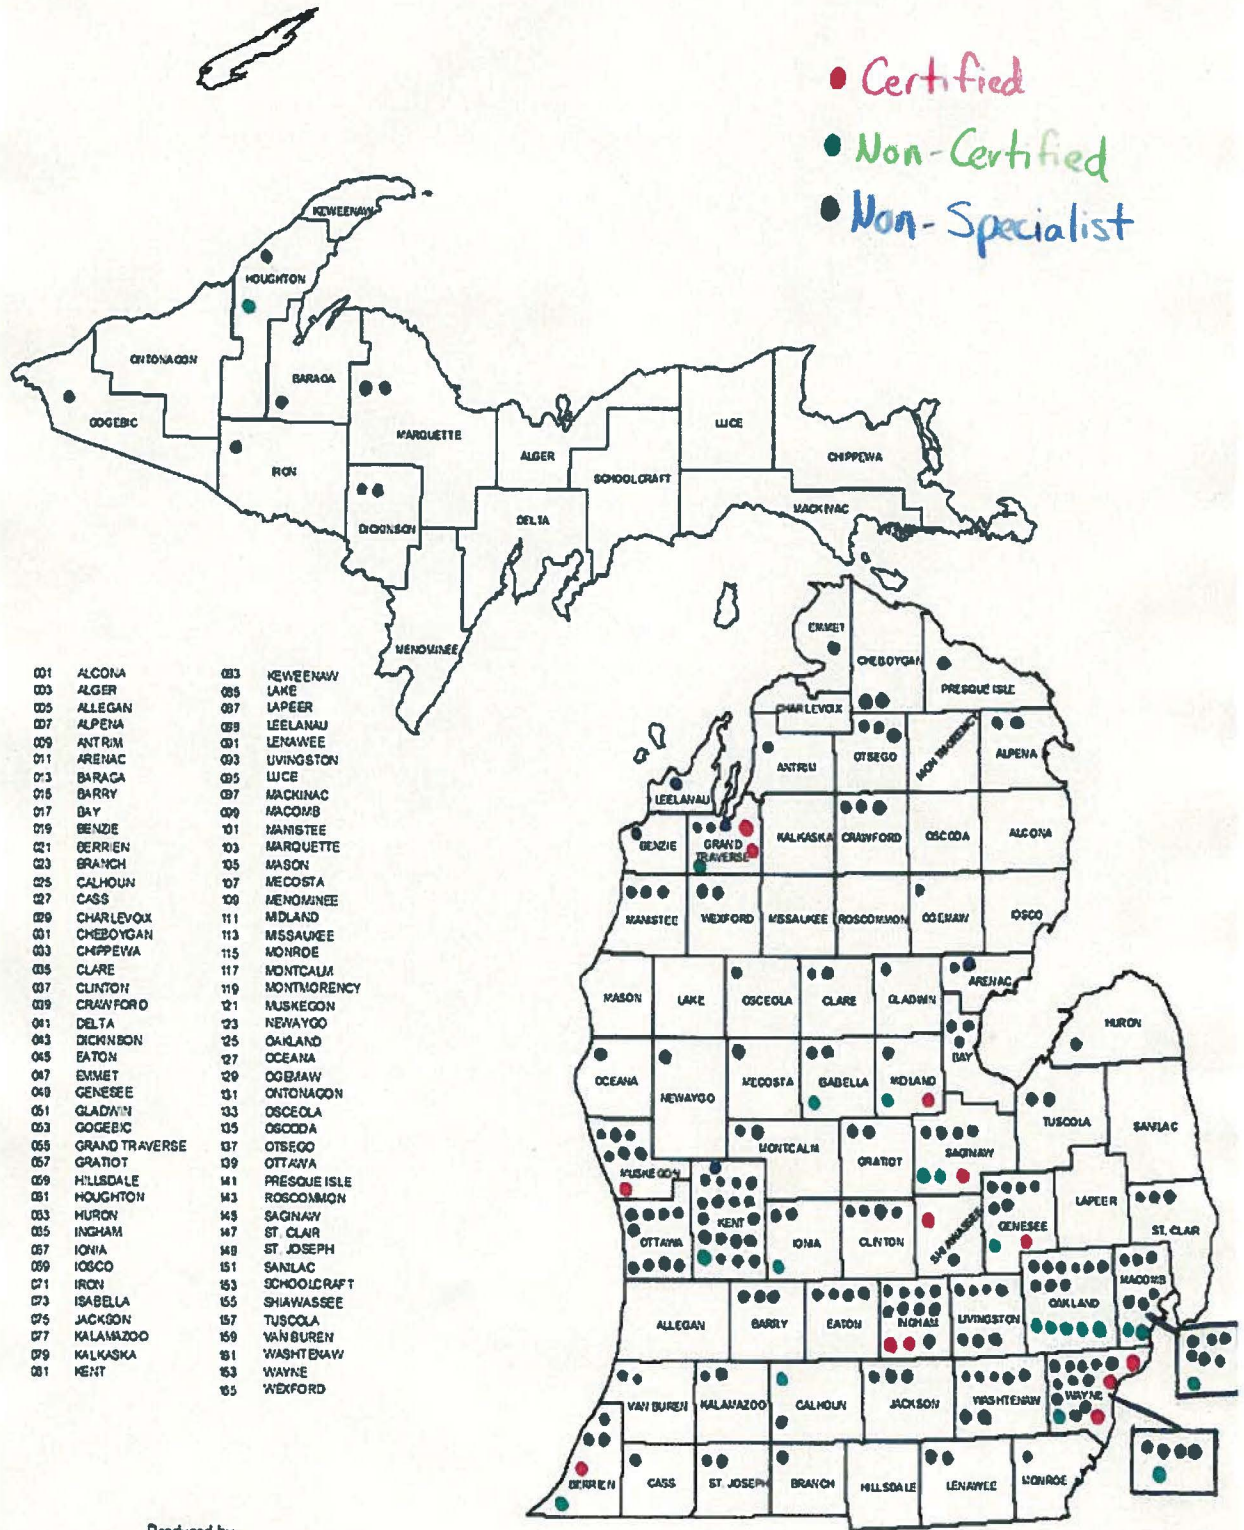 Certified
Non-Certified
Non-Specialist
KEWEENAW
HOUGHTON
ONTONAGON
BARAGA
GOGEBIC
MARQUETTE
LUCE
ALGER
CHIPPEWA
IRON
SCHOOLCRAFT
MACKINAC
DICKINSON
DELTA
MENOMINEE
EMMET
CHEBOYGAN
PRESQUE ISLE
CHARLEVOIX
ANTRIM
OTSEGO
MONTMORENCY
ALPENA
LEELANAU
BENZIE
GRAND
TRAVERSE
KALKASKA
CRAWFORD
OSCODA
ALCONA
MANISTEE
WEXFORD
MISSAUKEE
ROSCOMMON
OGEMAW
IOSCO
ARENAC
MASON
LAKE
OSCEOLA
CLARE
GLADWIN
HURON
BAY
OCEANA
NEWAYGO
MECOSTA
ISABELLA
MIDLAND
TUSCOLA
SANILAC
MONTCALM
GRATIOT
SAGINAW
MUSKEGON
LAPEER
KENT
OTTAWA
IONIA
CLINTON
SHIAWASSEE
GENESEE
ST. CLAIR
MACOMB
OAKLAND
ALLEGAN
BARRY
EATON
INGHAM
LIVINGSTON
VAN BUREN
KALAMAZOO
CALHOUN
JACKSON
WASHTENAW
WAYNE
BERRIEN
CASS
ST. JOSEPH
BRANCH
HILLSDALE
LENAWEE
MONROE
001 ALCONA
003 ALGER
005 ALLEGAN
007 ALPENA
009 ANTRIM
011 ARENAC
013 BARAGA
015 BARRY
017 BAY
019 BENZIE
021 BERRIEN
023 BRANCH
025 CALHOUN
027 CASS
029 CHARLEVOIX
031 CHEBOYGAN
033 CHIPPEWA
035 CLARE
037 CLINTON
039 CRAWFORD
041 DELTA
043 DICKINSON
045 EATON
047 EMMET
049 GENESEE
051 GLADWIN
053 GOGEBIC
055 GRAND TRAVERSE
057 GRATIOT
059 HILLSDALE
061 HOUGHTON
063 HURON
065 INGHAM
067 IONIA
069 IOSCO
071 IRON
073 ISABELLA
075 JACKSON
077 KALAMAZOO
079 KALKASKA
081 KENT
083 KEWEENAW
085 LAKE
087 LAPEER
089 LEELANAU
091 LENAWEE
093 LIVINGSTON
095 LUCE
097 MACKINAC
099 MACOMB
101 MANISTEE
103 MARQUETTE
105 MASON
107 MECOSTA
109 MENOMINEE
111 MIDLAND
113 MISSAUKEE
115 MONROE
117 MONTCALM
119 MONTMORENCY
121 MUSKEGON
123 NEWAYGO
125 OAKLAND
127 OCEANA
129 OGEMAW
131 ONTONAGON
133 OSCEOLA
135 OSCODA
137 OTSEGO
139 OTTAWA
141 PRESQUE ISLE
143 ROSCOMMON
145 SAGINAW
147 ST. CLAIR
149 ST. JOSEPH
151 SANILAC
153 SCHOOLCRAFT
155 SHIAWASSEE
157 TUSCOLA
159 VAN BUREN
161 WASHTENAW
163 WAYNE
165 WEXFORD
Produced by